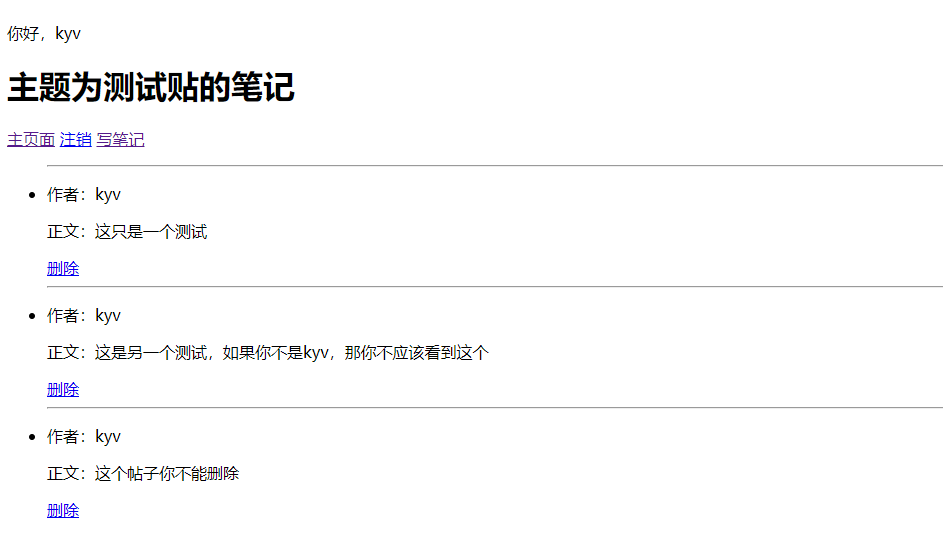 你好，kyv
主题为测试贴的笔记
主页面 注销 写笔记
作者：kyv
正文：这只是一个测试
删除
作者：kyv
正文：这是另一个测试，如果你不是kyv，那你不应该看到这个
删除
作者：kyv
正文：这个帖子你不能删除
删除